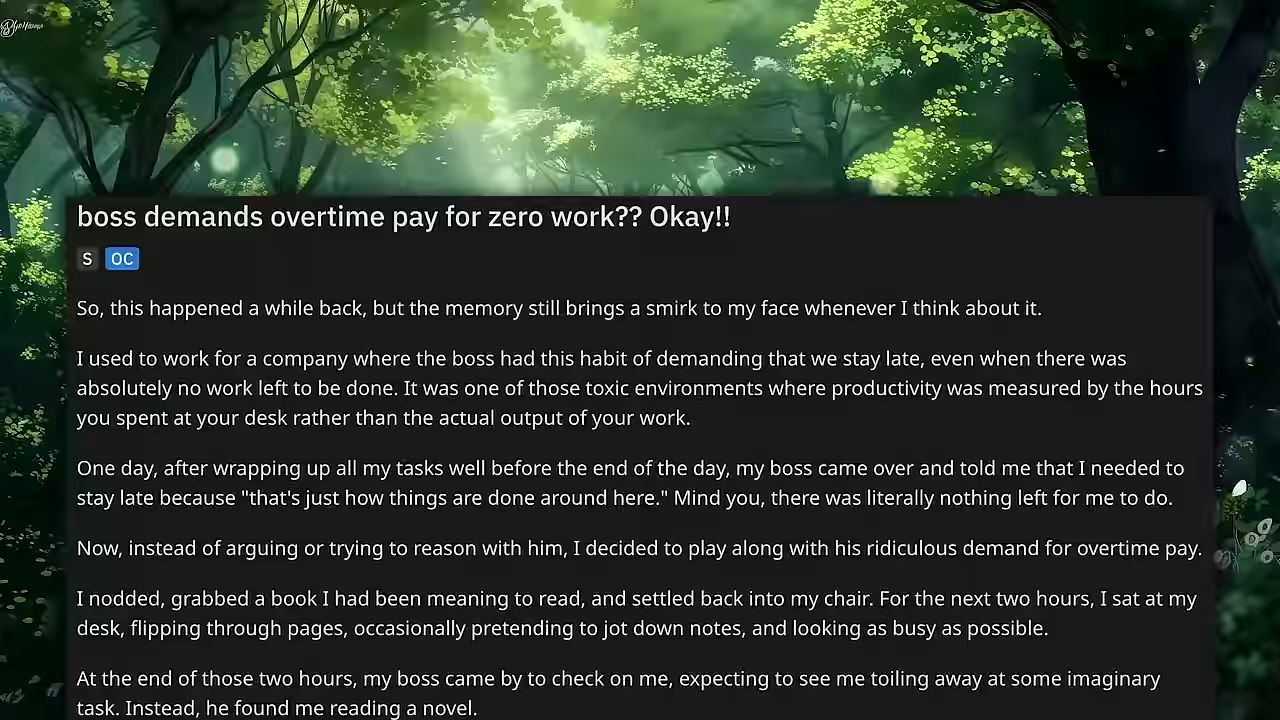 boss demands overtime pay for zero work?? Okay!!
S OC
So, this happened a while back, but the memory still brings a smirk to my face whenever I think about it.
I used to work for a company where the boss had this habit of demanding that we stay late, even when there was
absolutely no work left to be done. It was one of those toxic environments where productivity was measured by the hours
you spent at your desk rather than the actual output of your work.
One day, after wrapping up all my tasks well before the end of the day, my boss came over and told me that I needed to
stay late because "that's just how things are done around here." Mind you, there was literally nothing left for me to do.
Now, instead of arguing or trying to reason with him, I decided to play along with his ridiculous demand for overtime pay.
I nodded, grabbed a book I had been meaning to read, and settled back into my chair. For the next two hours, I sat at my
desk, flipping through pages, occasionally pretending to jot down notes, and looking as busy as possible.
At the end of those two hours, my boss came by to check on me, expecting to see me toiling away at some imaginary
task. Instead, he found me reading a novel.